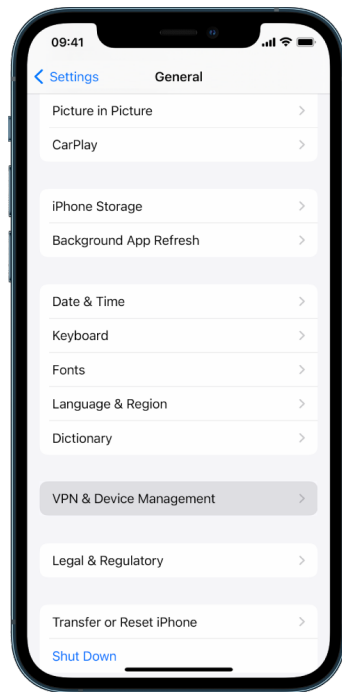 09:41
Settings General
Picture in Picture
CarPlay
iPhone Storage
Background App Refresh
Date & Time
Keyboard
Fonts
Language & Region
Dictionary
VPN & Device Management
Legal & Regulatory
Transfer or Reset iPhone
Shut Down